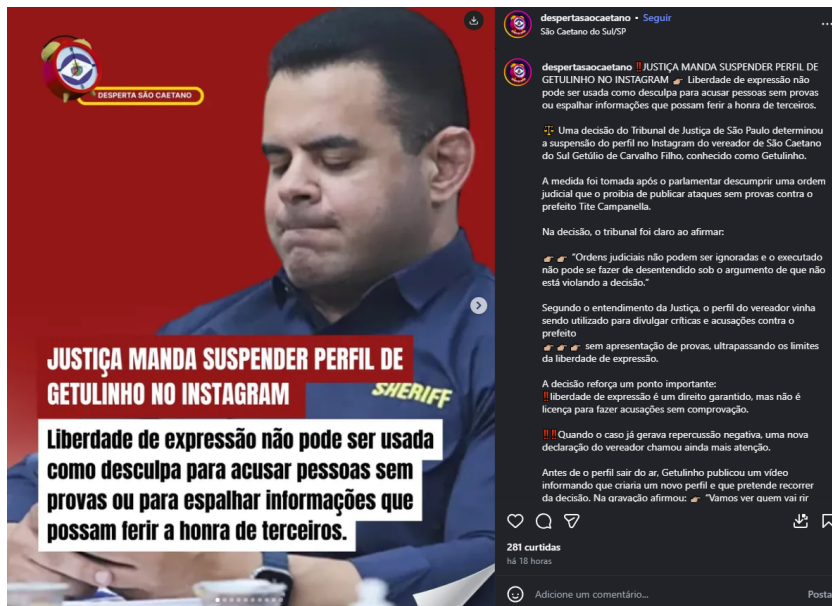 DESPERTA SÃO CAETANO
SHERIFF
JUSTIÇA MANDA SUSPENDER PERFIL DE
GETULINHO NO INSTAGRAM
Liberdade de expressão não pode ser usada
como desculpa para acusar pessoas sem
provas ou para espalhar informações que
possam ferir a honra de terceiros.
despertasaocaetano • Seguir
São Caetano do Sul/SP
despertasaocaetano ‼️JUSTIÇA MANDA SUSPENDER PERFIL DE
GETULINHO NO INSTAGRAM 👉 Liberdade de expressão não
pode ser usada como desculpa para acusar pessoas sem provas
ou espalhar informações que possam ferir a honra de terceiros.
⚖️ Uma decisão do Tribunal de Justiça de São Paulo determinou
a suspensão do perfil no Instagram do vereador de São Caetano
do Sul Getúlio de Carvalho Filho, conhecido como Getulinho.
A medida foi tomada após o parlamentar descumprir uma ordem
judicial que o proibia de publicar ataques sem provas contra o
prefeito Tite Campanella.
Na decisão, o tribunal foi claro ao afirmar:
👉👉 “Ordens judiciais não podem ser ignoradas e o executado
não pode se fazer de desentendido sob o argumento de que não
está violando a decisão.”
Segundo o entendimento da Justiça, o perfil do vereador vinha
sendo utilizado para divulgar críticas e acusações contra o
prefeito
👉👉👉 sem apresentação de provas, ultrapassando os limites
da liberdade de expressão.
A decisão reforça um ponto importante:
‼️liberdade de expressão é um direito garantido, mas não é
licença para fazer acusações sem comprovação.
‼️‼️Quando o caso já gerava repercussão negativa, uma nova
declaração do vereador chamou ainda mais atenção.
Antes de o perfil sair do ar, Getulinho publicou um vídeo
informando que criaria um novo perfil e que pretende recorrer
da decisão. Na gravação afirmou: 👉 “Vamos ver quem vai rir
281 curtidas
há 18 horas
Adicione um comentário...
Posta